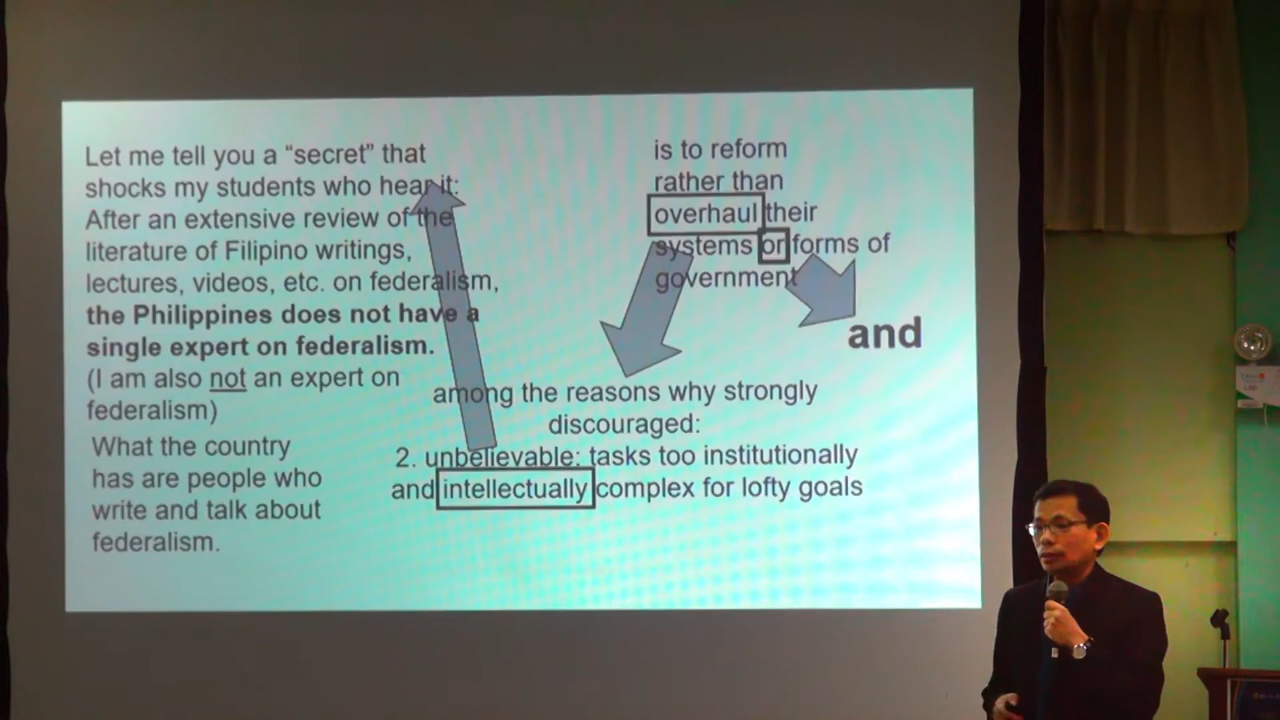 Let me tell you a “secret” that
shocks my students who hear it:
After an extensive review of the
literature of Filipino writings,
lectures, videos, etc. on federalism,
the Philippines does not have a
single expert on federalism.
(I am also not an expert on
federalism)
What the country
has are people who
write and talk about
federalism.
is to reform
rather than
overhaul their
systems or forms of
government
and
among the reasons why strongly
discouraged:
2. unbelievable: tasks too institutionally
and intellectually complex for lofty goals